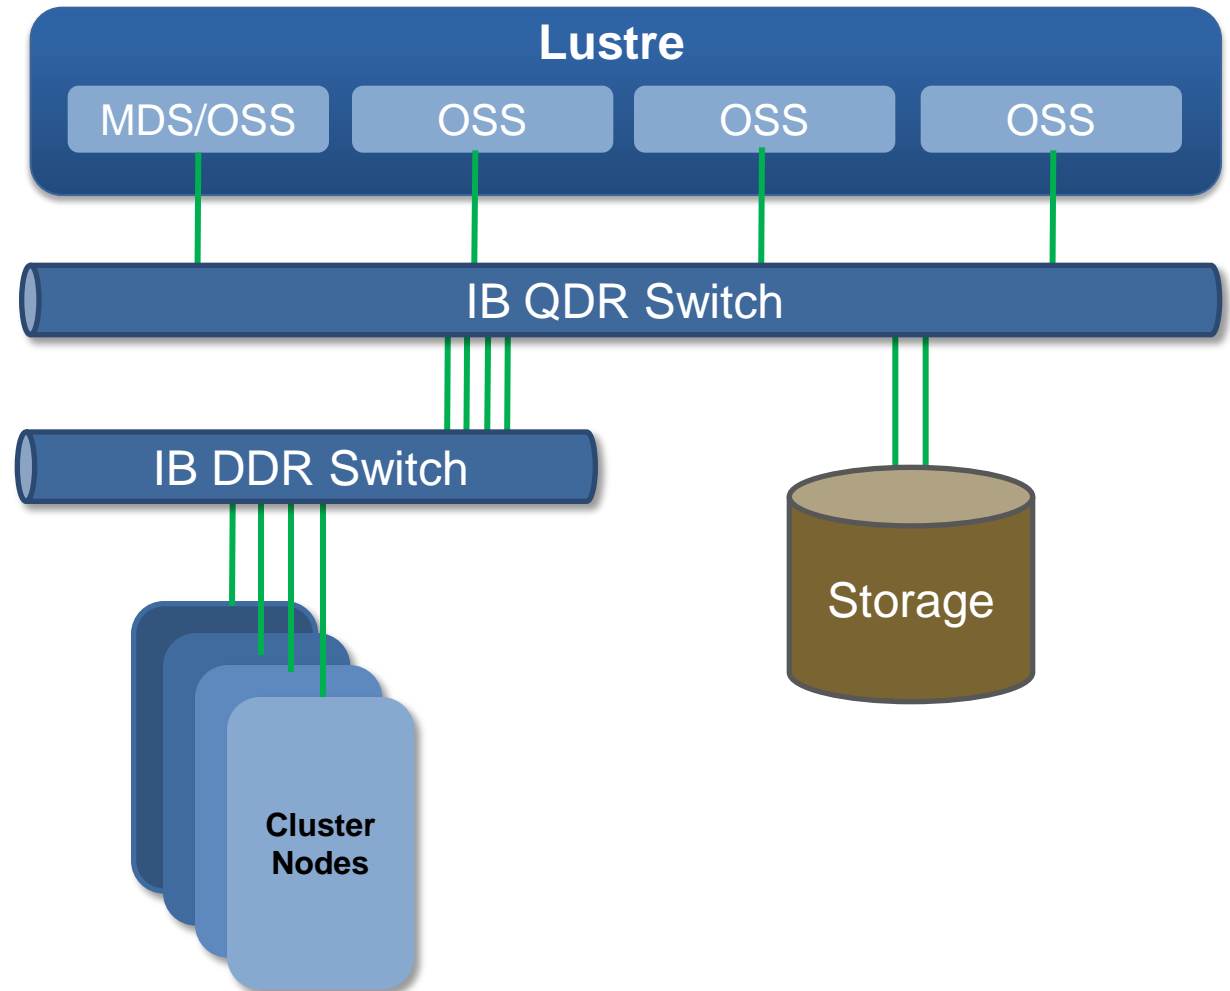 Lustre
MDS/OSS
OSS
OSS
OSS
IB QDR Switch
IB DDR Switch
Storage
Cluster
Nodes